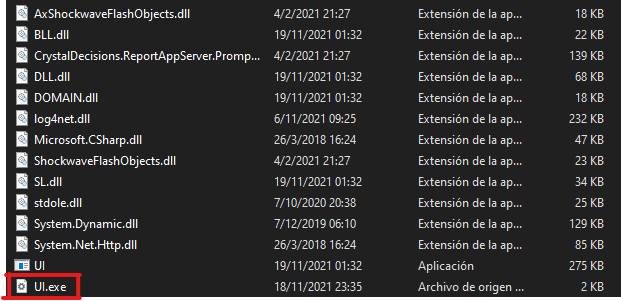 AxShockwaveFlashObjects.dll 4/2/2021 21:27 Extensión de la ap... 18 KB
BLL.dll 19/11/2021 01:32 Extensión de la ap... 22 KB
CrystalDecisions.ReportAppServer.Promp... 4/2/2021 21:27 Extensión de la ap... 139 KB
DLL.dll 19/11/2021 01:32 Extensión de la ap... 68 KB
DOMAIN.dll 19/11/2021 01:32 Extensión de la ap... 18 KB
log4net.dll 6/11/2021 09:25 Extensión de la ap... 232 KB
Microsoft.CSharp.dll 26/3/2018 16:24 Extensión de la ap... 47 KB
ShockwaveFlashObjects.dll 4/2/2021 21:27 Extensión de la ap... 23 KB
SL.dll 19/11/2021 01:32 Extensión de la ap... 34 KB
stdole.dll 7/10/2020 20:38 Extensión de la ap... 25 KB
System.Dynamic.dll 7/12/2019 06:10 Extensión de la ap... 129 KB
System.Net.Http.dll 26/3/2018 16:24 Extensión de la ap... 85 KB
UI 19/11/2021 01:32 Aplicación 275 KB
UI.exe 18/11/2021 23:35 Archivo de origen ... 2 KB